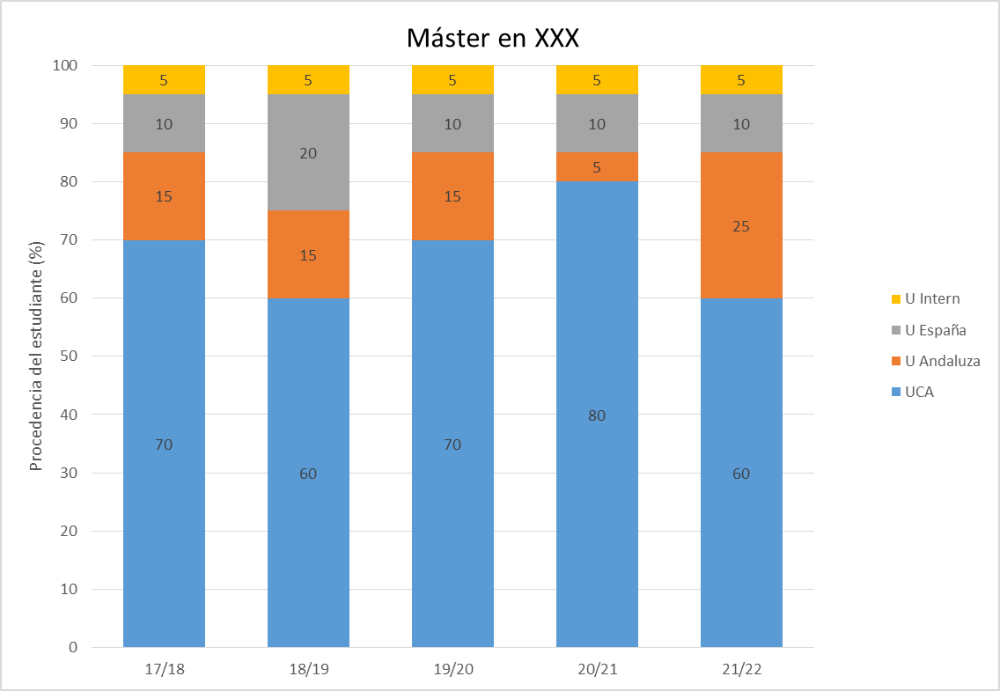 Máster en XXX
100
90
80
70
60
50
40
30
20
10
0
Procedencia del estudiante (%)
5 5 5 5 5
10 20 10 10 10
15 15 15 5 25
70 60 70 80 60
17/18 18/19 19/20 20/21 21/22
U Intern
U España
U Andaluza
UCA